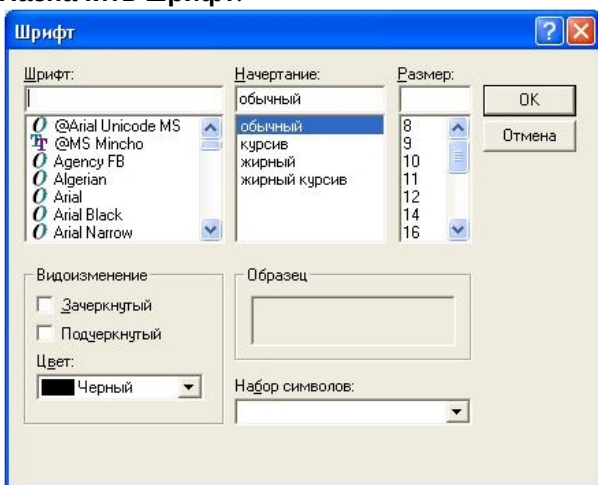 Назначить шрифт.
Шрифт
Шрифт:
@Arial Unicode MS
@MS Mincho
Agency FB
Algerian
Arial
Arial Black
Arial Narrow
Начертание:
обычный
обычный
курсив
жирный
жирный курсив
Размер:
8
9
10
11
12
14
16
OK
Отмена
Видоизменение
Зачеркнутый
Подчеркнутый
Цвет:
Черный
Образец
Набор символов: